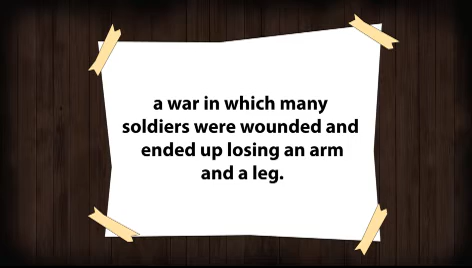 a war in which many
soldiers were wounded and
ended up losing an arm
and a leg.